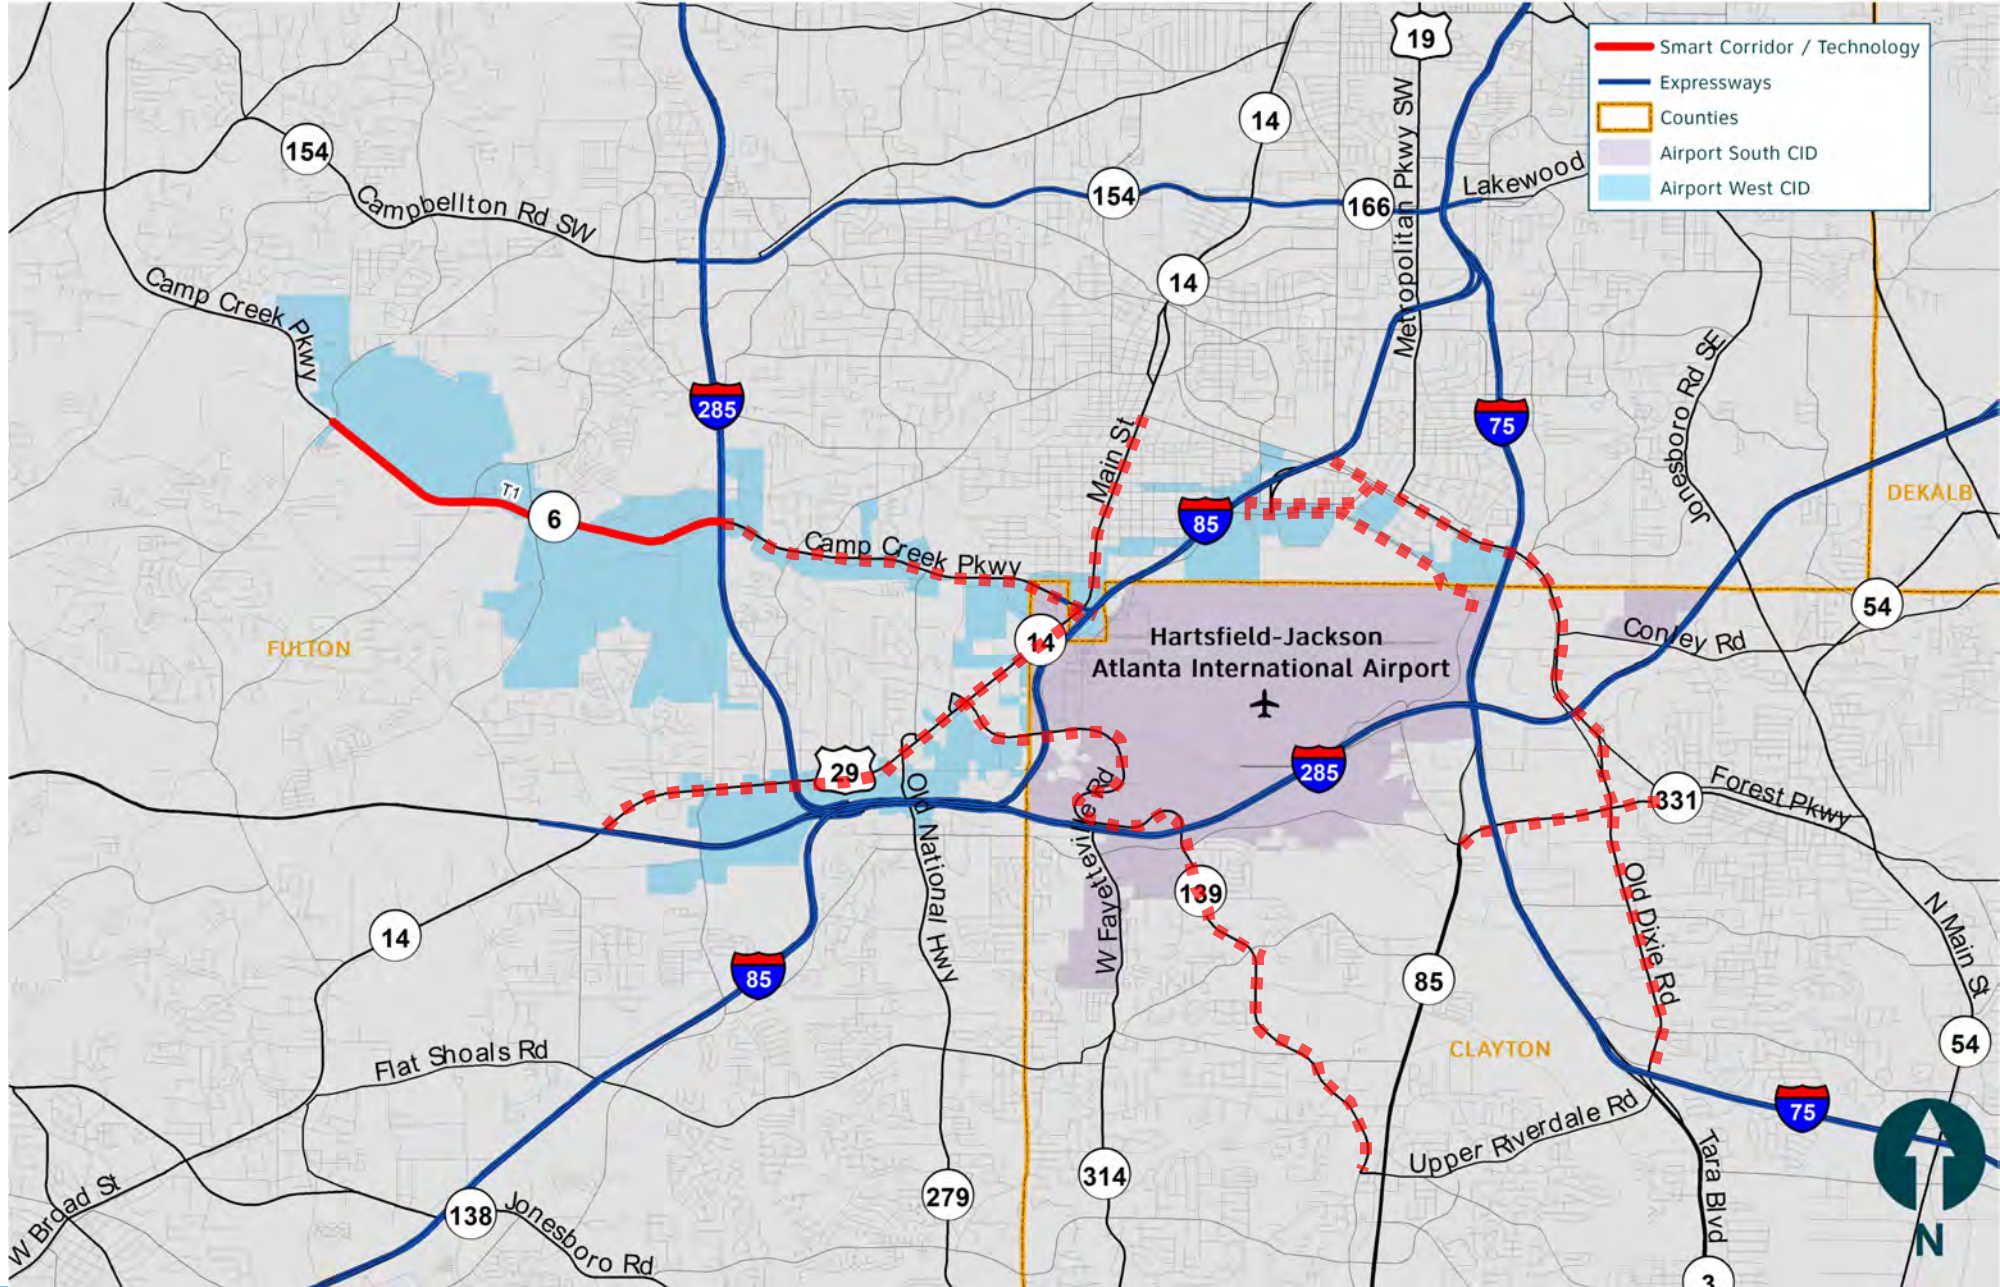 19
Smart Corridor / Technology
Expressways
Counties
Airport South CID
Airport West CID
14
154
Metropolitan Pkwy SW
Lakewood
154
166
Campbellton Rd SW
14
Camp Creek Pkwy
285
75
Jonesboro Rd SE
Main St
T1
6
85
DEKALB
Camp Creek Pkwy
54
FULTON
14
Hartsfield-Jackson
Atlanta International Airport
Conley Rd
29
285
Old National Hwy
W Fayetteville Rd
331
Forest Pkwy
139
Old Dixie Rd
N Main St
14
85
85
CLAYTON
54
Flat Shoals Rd
75
Upper Riverdale Rd
Tara Blvd
W Broad St
138
Jonesboro Rd
279
314
N
3